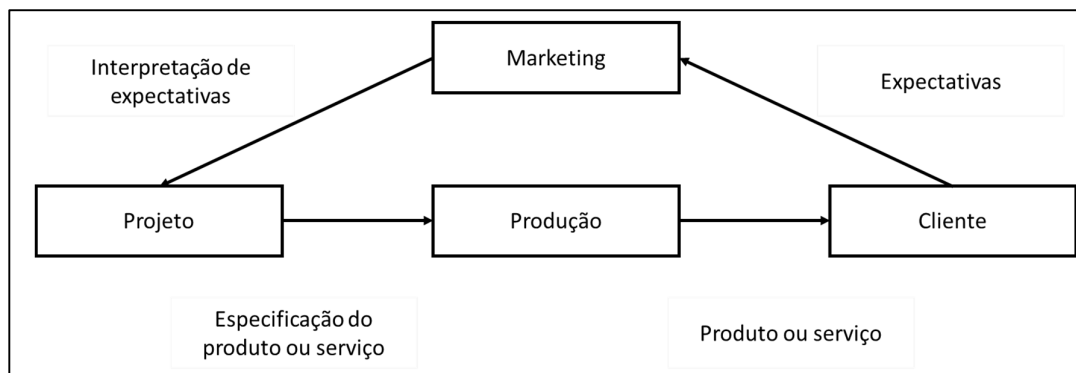 Marketing
Interpretação de
expectativas
Expectativas
Projeto
Produção
Cliente
Especificação do
produto ou serviço
Produto ou serviço